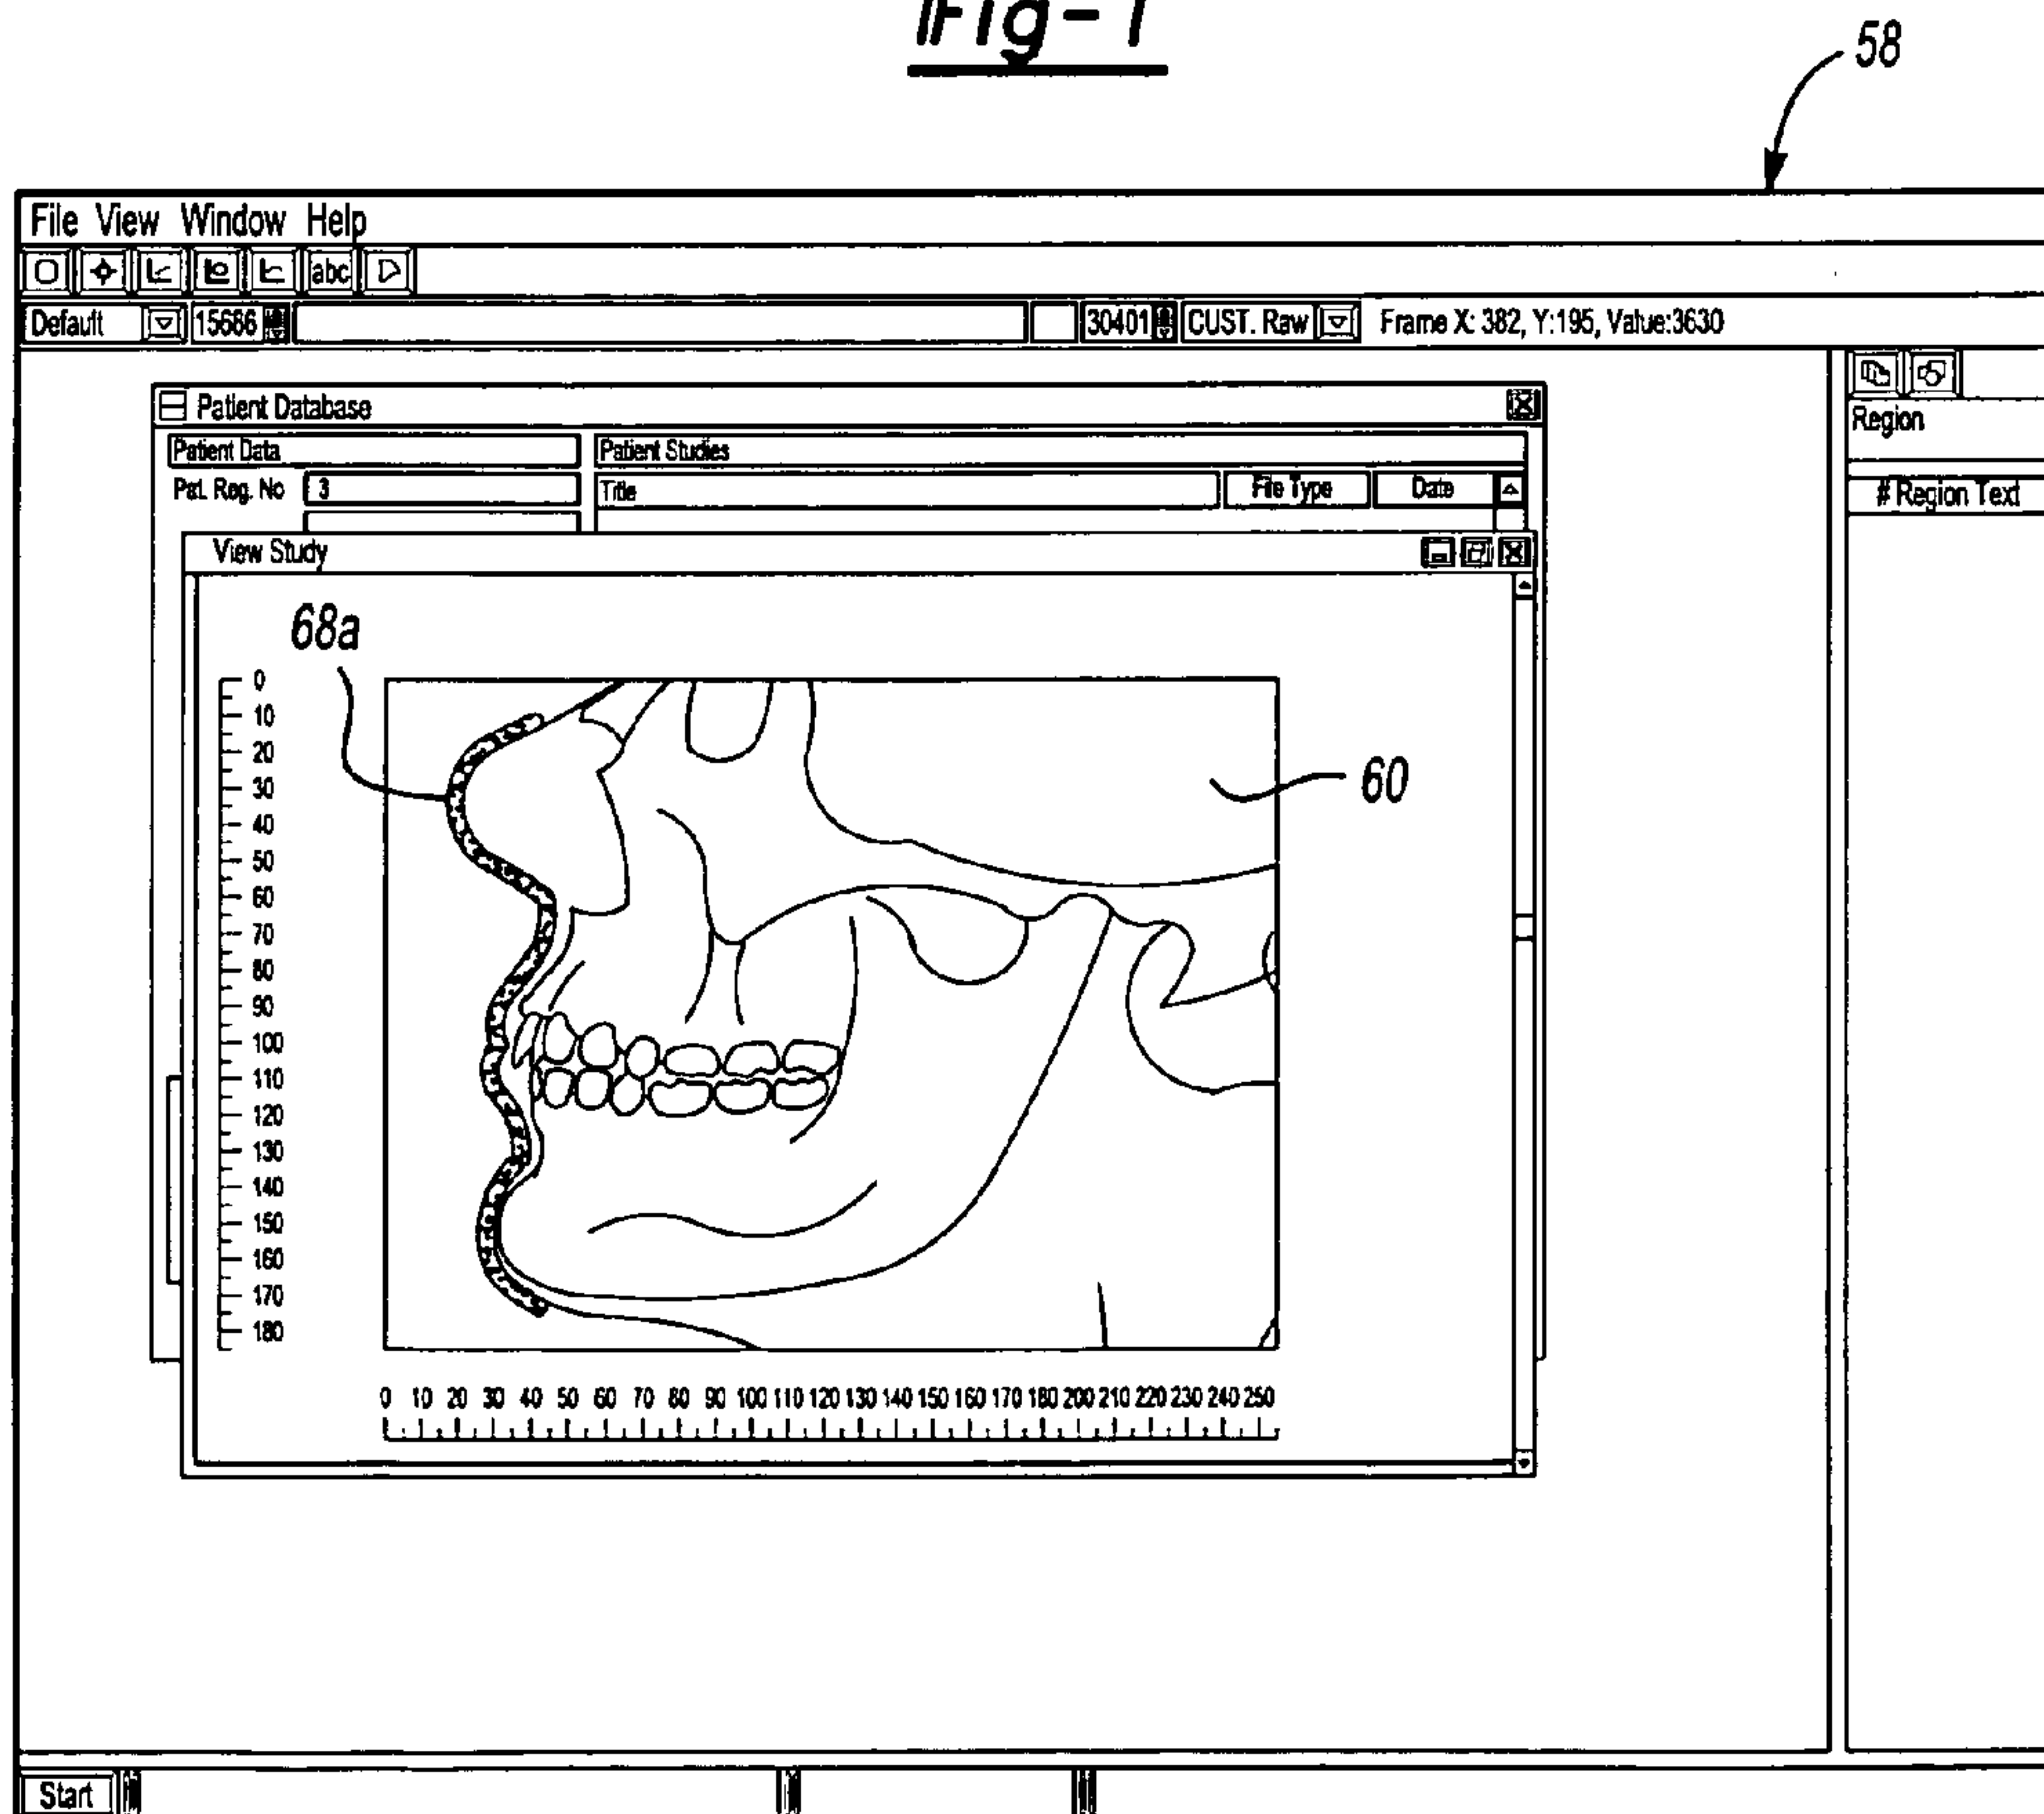 Fig-1
58
File View Window Help
abc
Default 15686 30401 CUST. Raw Frame X: 382, Y:195, Value:3630
Patient Database
Region
Patient Data Patient Studies
Pat. Reg. No 3 Title File Type Date
# Region Text
View Study
68a
60
0
10
20
30
40
50
60
70
80
90
100
110
120
130
140
150
160
170
180
0 10 20 30 40 50 60 70 80 90 100 110 120 130 140 150 160 170 180 200 210 220 230 240 250
Start